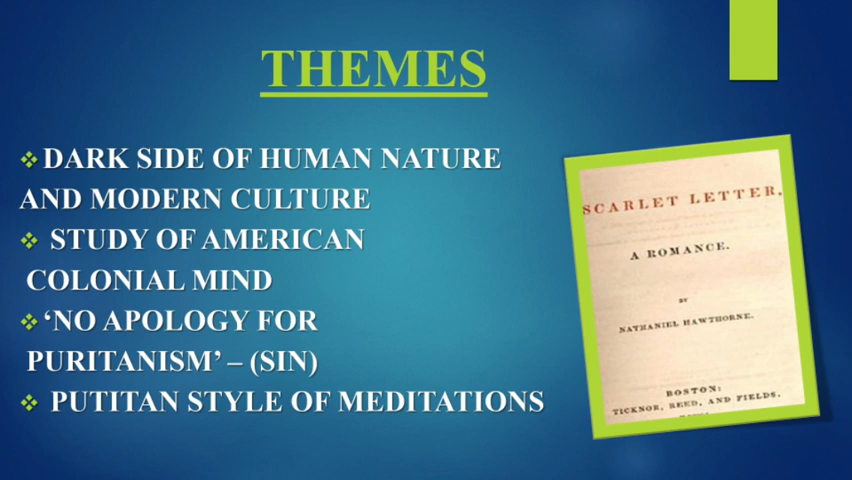 THEMES
❖ DARK SIDE OF HUMAN NATURE
AND MODERN CULTURE
❖ STUDY OF AMERICAN
COLONIAL MIND
❖ ‘NO APOLOGY FOR
PURITANISM’ – (SIN)
❖ PUTITAN STYLE OF MEDITATIONS
SCARLET LETTER,
A ROMANCE.
BY
NATHANIEL HAWTHORNE.
BOSTON:
TICKNOR, REED, AND FIELDS,